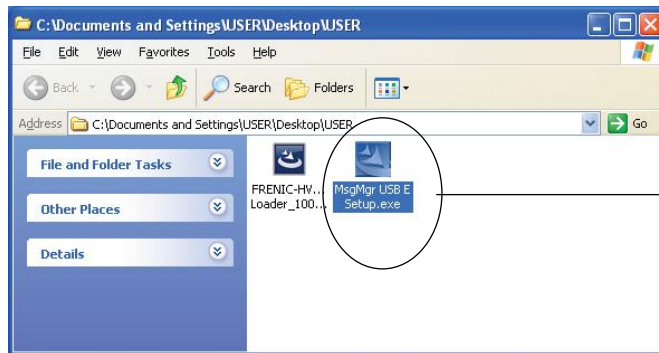 C:\Documents and Settings\USER\Desktop\USER
File Edit View Favorites Tools Help
Back Search Folders
Address C:\Documents and Settings\USER\Desktop\USER Go
File and Folder Tasks
Other Places
Details
FRENIC-HV...
Loader_100...
MsgMgr USB E
Setup.exe